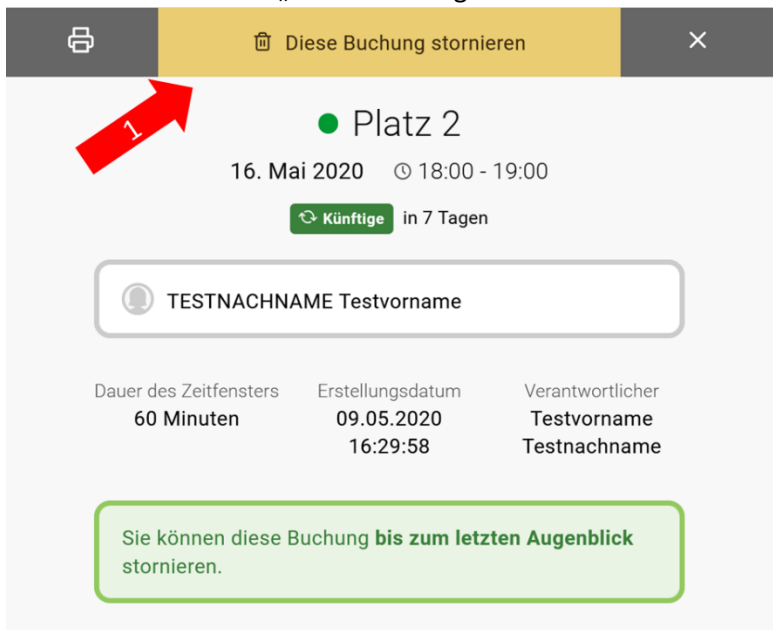 Diese Buchung stornieren
1
Platz 2
16. Mai 2020 18:00 - 19:00
Künftige in 7 Tagen
TESTNACHNAME Testvorname
Dauer des Zeitfensters Erstellungsdatum Verantwortlicher
60 Minuten 09.05.2020 Testvorname
16:29:58 Testnachname
Sie können diese Buchung bis zum letzten Augenblick
stornieren.